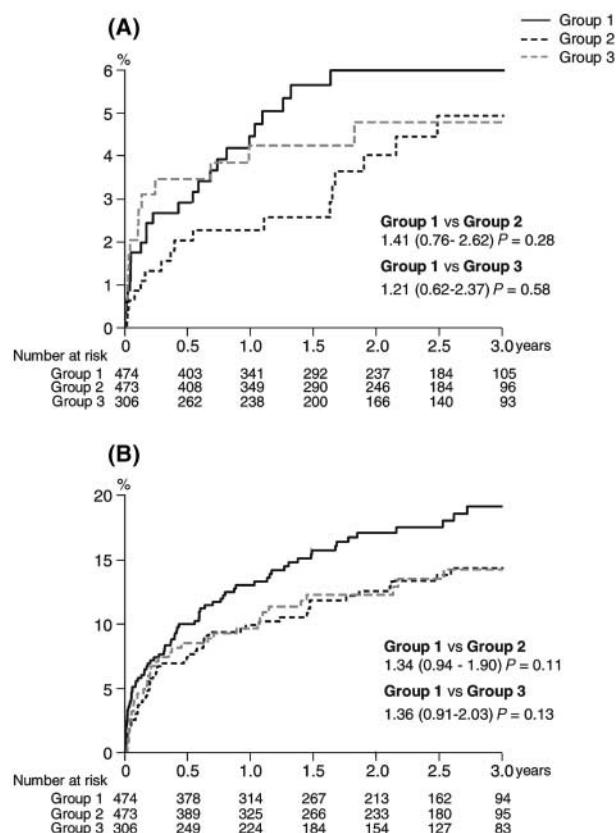 (A)
Group 1
Group 2
Group 3
%
6
5
4
3
2
1
0
Group 1 vs Group 2
1.41 (0.76- 2.62) P = 0.28
Group 1 vs Group 3
1.21 (0.62-2.37) P = 0.58
0 0.5 1.0 1.5 2.0 2.5 3.0 years
Number at risk
Group 1 474 403 341 292 237 184 105
Group 2 473 408 349 290 246 184 96
Group 3 306 262 238 200 166 140 93
(B)
%
20
15
10
5
0
Group 1 vs Group 2
1.34 (0.94 - 1.90) P = 0.11
Group 1 vs Group 3
1.36 (0.91-2.03) P = 0.13
0 0.5 1.0 1.5 2.0 2.5 3.0 years
Number at risk
Group 1 474 378 314 267 213 162 94
Group 2 473 389 325 266 233 180 95
Group 3 306 249 224 184 154 127 83